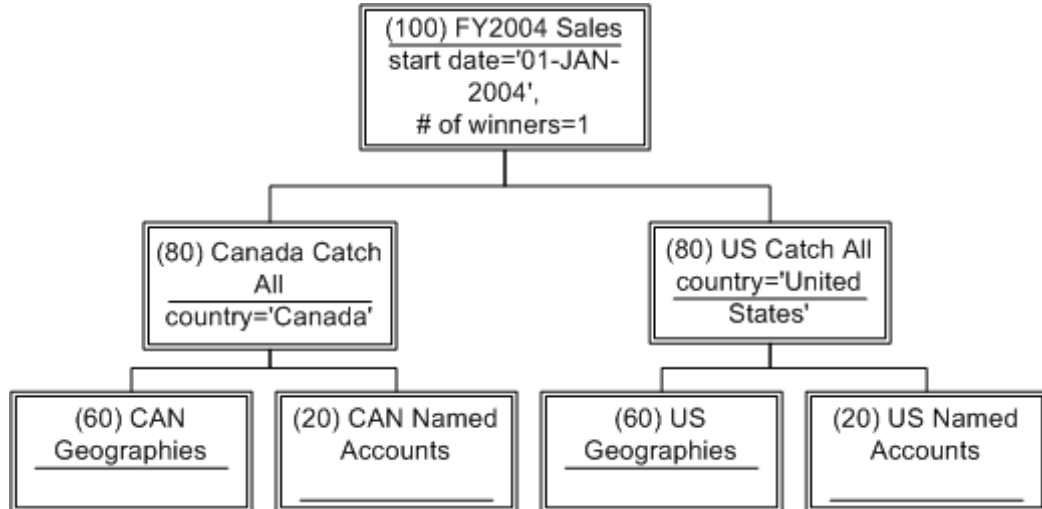 (100) FY2004 Sales
start date='01-JAN-
2004',
# of winners=1
(80) Canada Catch
All
country='Canada'
(80) US Catch All
country='United
States'
(60) CAN
Geographies
(20) CAN Named
Accounts
(60) US
Geographies
(20) US Named
Accounts